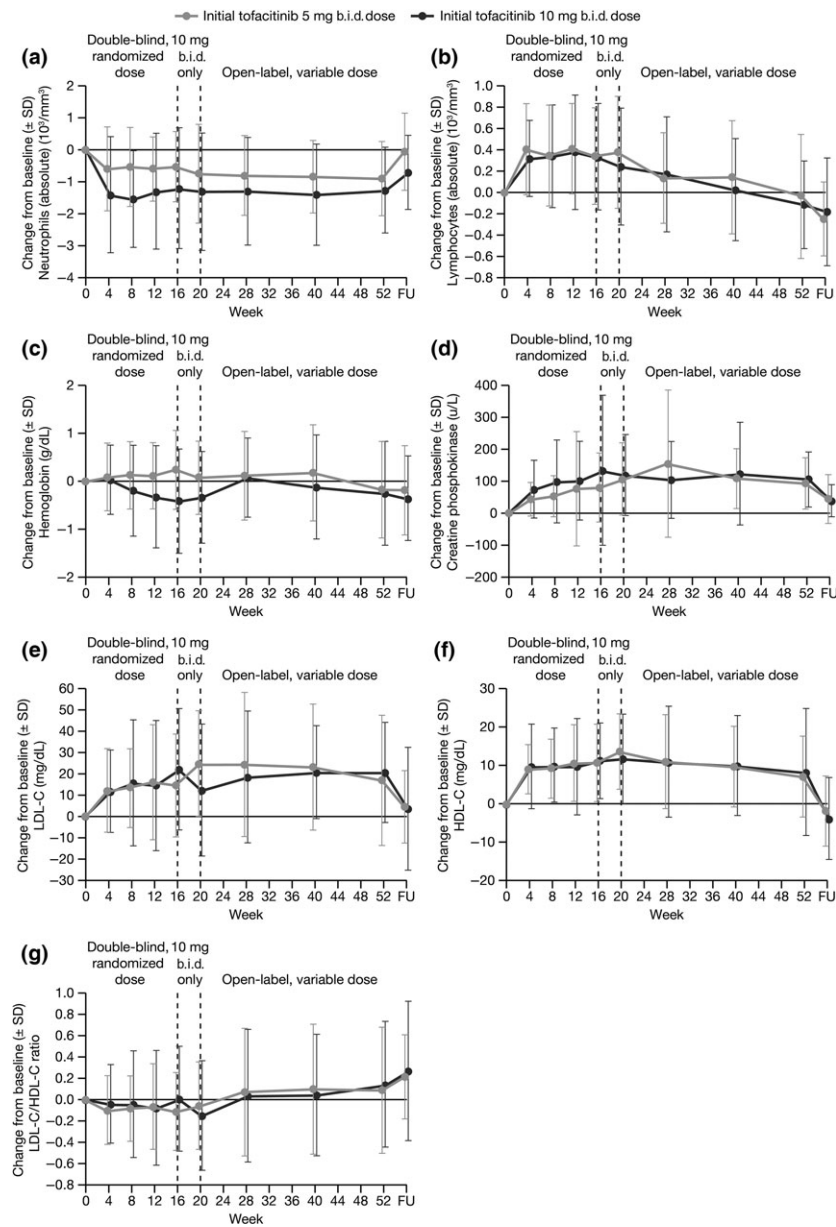 Initial tofacitinib 5 mg b.i.d. dose Initial tofacitinib 10 mg b.i.d. dose
(a)
Double-blind, 10 mg
randomized b.i.d.
dose only Open-label, variable dose
Change from baseline (± SD)
Neutrophils (absolute) (10³/mm³)
2
1
0
−1
−2
−3
−4
0 4 8 12 16 20 24 28 32 36 40 44 48 52 FU
Week
(b)
Double-blind, 10 mg
randomized b.i.d.
dose only Open-label, variable dose
Change from baseline (± SD)
Lymphocytes (absolute) (10³/mm³)
1.0
0.8
0.6
0.4
0.2
0.0
−0.2
−0.4
−0.6
−0.8
0 4 8 12 16 20 24 28 32 36 40 44 48 52 FU
Week
(c)
Double-blind, 10 mg
randomized b.i.d.
dose only Open-label, variable dose
Change from baseline (± SD)
Hemoglobin (g/dL)
2
1
0
−1
−2
0 4 8 12 16 20 24 28 32 36 40 44 48 52 FU
Week
(d)
Double-blind, 10 mg
randomized b.i.d.
dose only Open-label, variable dose
Change from baseline (± SD)
Creatine phosphokinase (u/L)
400
300
200
100
0
−100
−200
0 4 8 12 16 20 24 28 32 36 40 44 48 52 FU
Week
(e)
Double-blind, 10 mg
randomized b.i.d.
dose only Open-label, variable dose
Change from baseline (± SD)
LDL-C (mg/dL)
60
50
40
30
20
10
0
−10
−20
−30
0 4 8 12 16 20 24 28 32 36 40 44 48 52 FU
Week
(f)
Double-blind, 10 mg
randomized b.i.d.
dose only Open-label, variable dose
Change from baseline (± SD)
HDL-C (mg/dL)
30
20
10
0
−10
−20
0 4 8 12 16 20 24 28 32 36 40 44 48 52 FU
Week
(g)
Double-blind, 10 mg
randomized b.i.d.
dose only Open-label, variable dose
Change from baseline (± SD)
LDL-C/HDL-C ratio
1.0
0.8
0.6
0.4
0.2
0.0
−0.2
−0.4
−0.6
−0.8
0 4 8 12 16 20 24 28 32 36 40 44 48 52 FU
Week